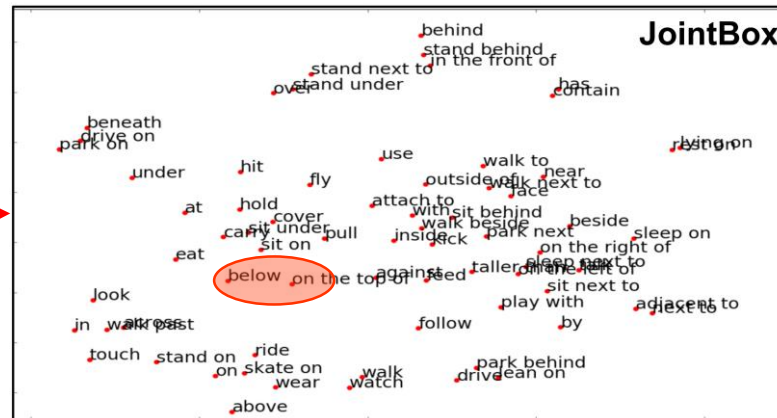 JointBox
behind
stand behind
in the front of
stand next to
stand under
over
has
contain
beneath
drive on
park on
lying on
rest on
under
hit
fly
use
walk to
near
outside of
walk next to
face
at
hold
cover
attach to
with
sit behind
walk beside
beside
carry
sit under
sit on
pull
inside
kick
park next
sleep on
on the right of
eat
sleep next to
taller than
on the left of
below
on the top of
against
feed
sit next to
look
play with
adjacent to
next to
in
walk past
across
follow
by
touch
stand on
ride
on
skate on
wear
walk
watch
park behind
drive
lean on
above